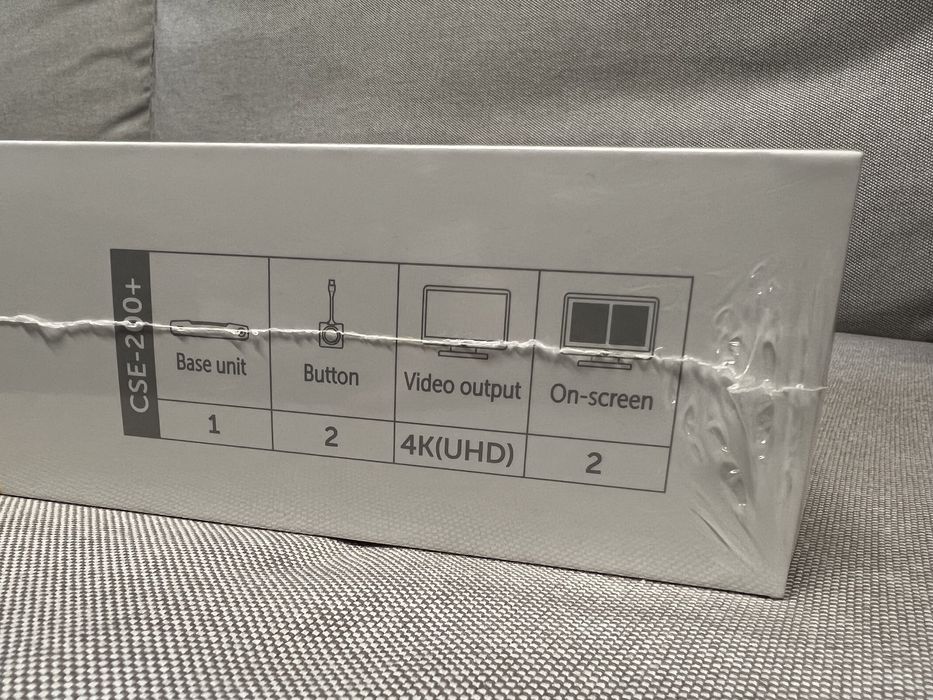 CSE-200+
Base unit
Button
Video output
On-screen
1
2
4K(UHD)
2